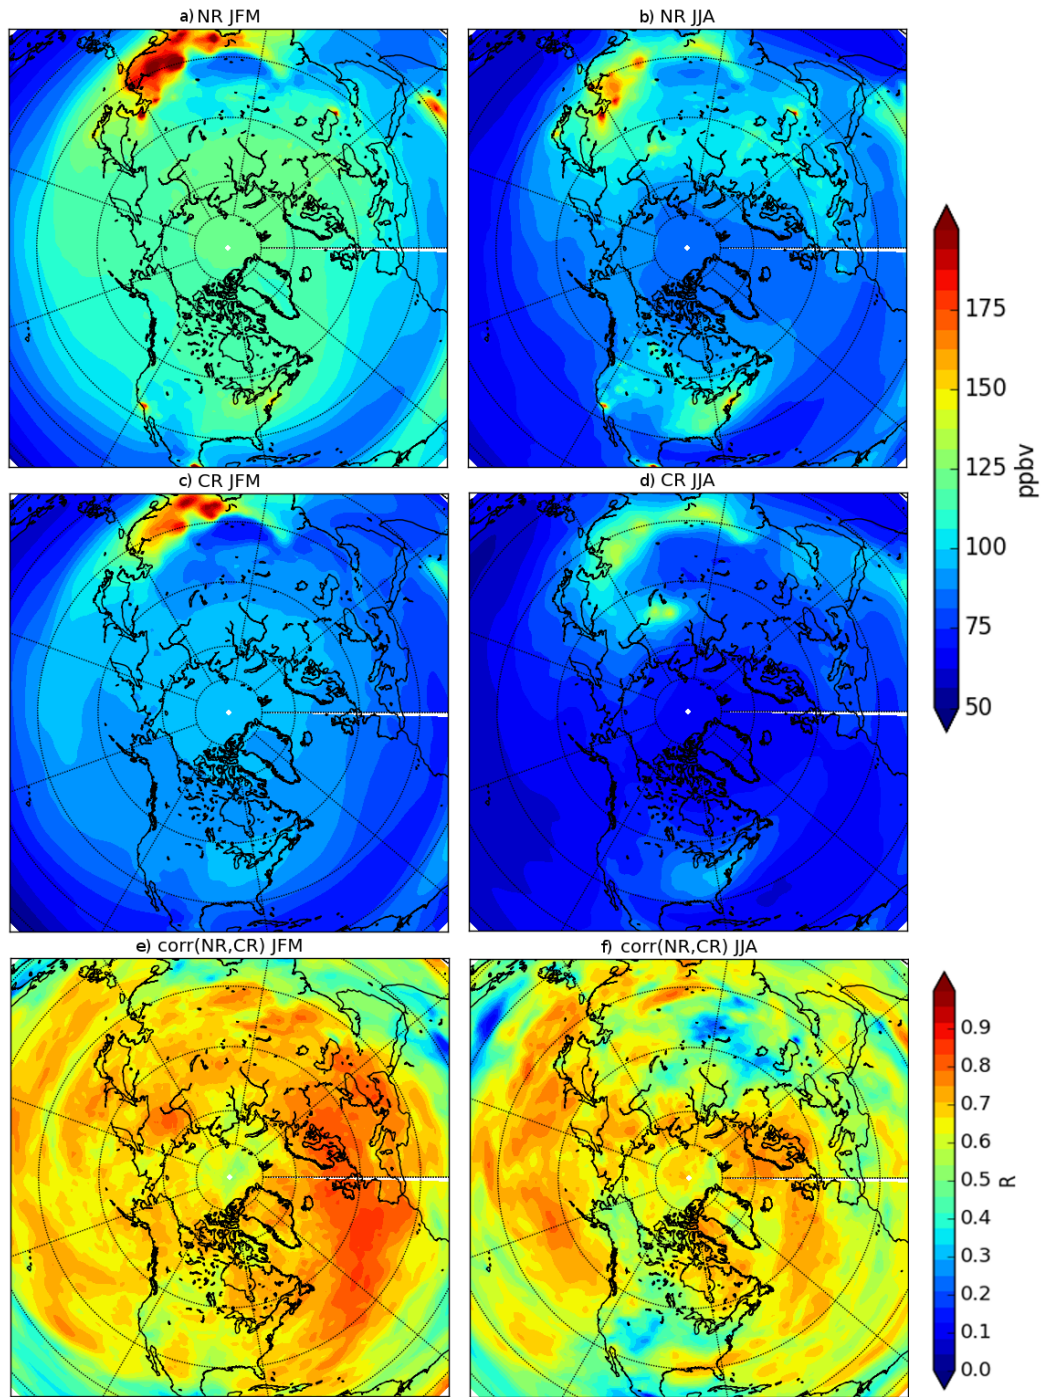 a) NR JFM
b) NR JJA
c) CR JFM
d) CR JJA
175
150
125
100
75
50
ppbv
e) corr(NR,CR) JFM
f) corr(NR,CR) JJA
0.9
0.8
0.7
0.6
0.5
0.4
0.3
0.2
0.1
0.0
R